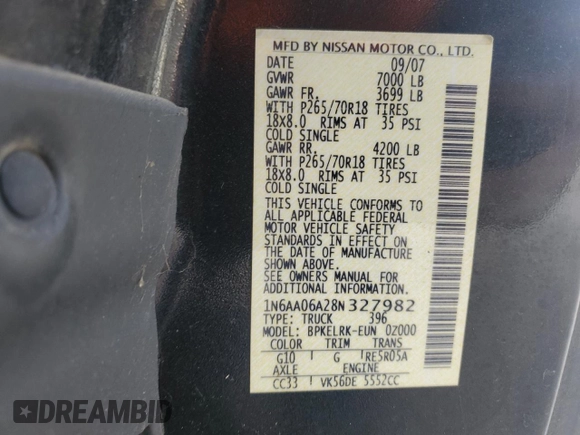 MFD BY NISSAN MOTOR CO., LTD.
DATE 09/07
GVWR 7000 LB
GAWR FR. 3699 LB
WITH P265/70R18 TIRES
18X8.0 RIMS AT 35 PSI
COLD SINGLE
GAWR RR. 4200 LB
WITH P265/70R18 TIRES
18X8.0 RIMS AT 35 PSI
COLD SINGLE
THIS VEHICLE CONFORMS TO
ALL APPLICABLE FEDERAL
MOTOR VEHICLE SAFETY
STANDARDS IN EFFECT ON
THE DATE OF MANUFACTURE
SHOWN ABOVE.
SEE OWNERS MANUAL FOR
ADDITIONAL INFORMATION.
1N6AA06A28N327982
TYPE: TRUCK 396
MODEL: BPKELRK-EUN 02000
COLOR TRIM TRANS
G10 G RE5R05A
AXLE ENGINE
CC33 VK56DE 5552CC
DREAMBID